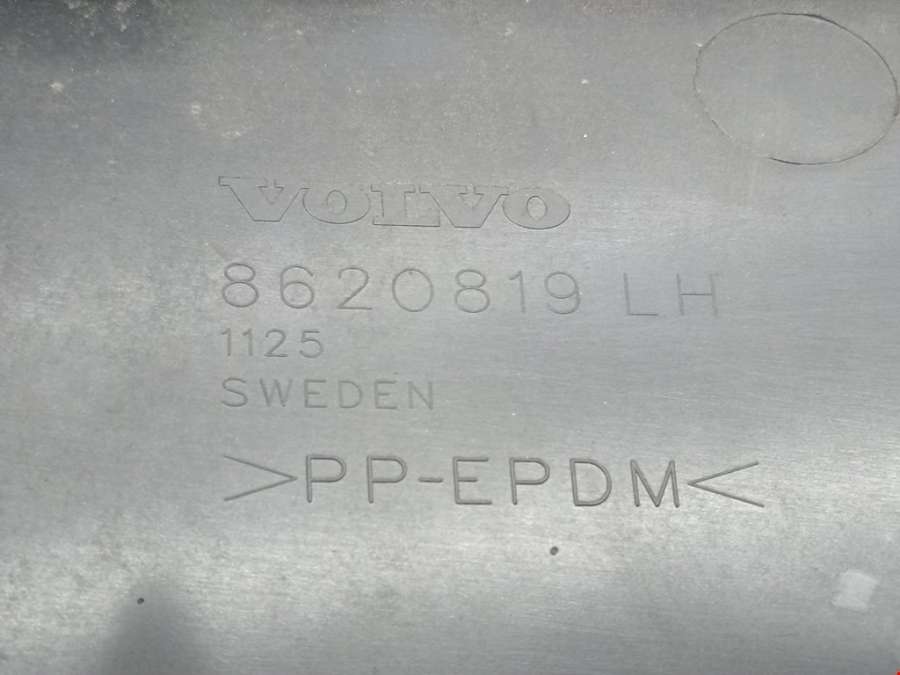 VOLVO
8620819 LH
1125
SWEDEN
>PP-EPDM<